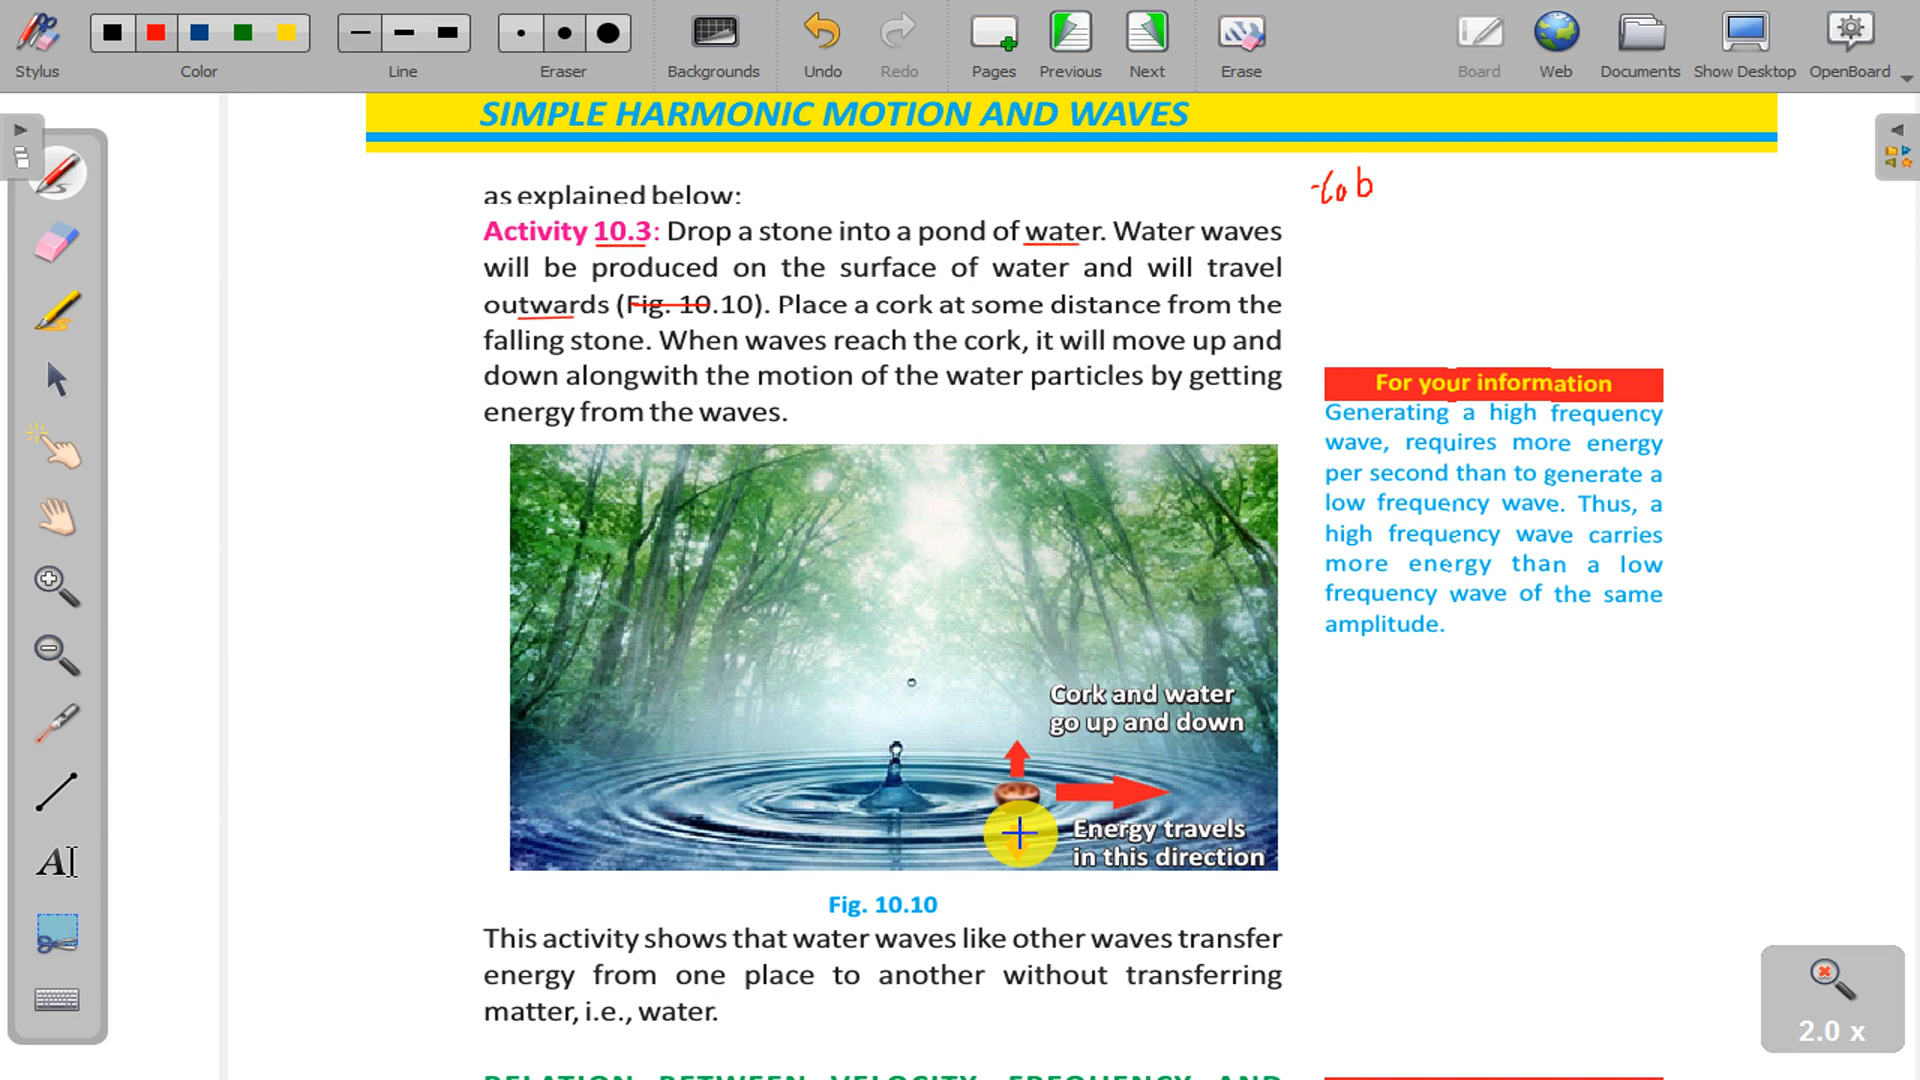 Stylus
Color
Line
Eraser
Backgrounds
Undo
Redo
Pages
Previous
Next
Erase
Board
Web
Documents
Show Desktop
OpenBoard
SIMPLE HARMONIC MOTION AND WAVES
as explained below:
Activity 10.3: Drop a stone into a pond of water. Water waves
will be produced on the surface of water and will travel
outwards (Fig. 10.10). Place a cork at some distance from the
falling stone. When waves reach the cork, it will move up and
down alongwith the motion of the water particles by getting
energy from the waves.
For your information
Generating a high frequency
wave, requires more energy
per second than to generate a
low frequency wave. Thus, a
high frequency wave carries
more energy than a low
frequency wave of the same
amplitude.
Cork and water
go up and down
Energy travels
in this direction
Fig. 10.10
This activity shows that water waves like other waves transfer
energy from one place to another without transferring
matter, i.e., water.
RELATION BETWEEN VELOCITY, FREQUENCY AND
AI
2.0 x